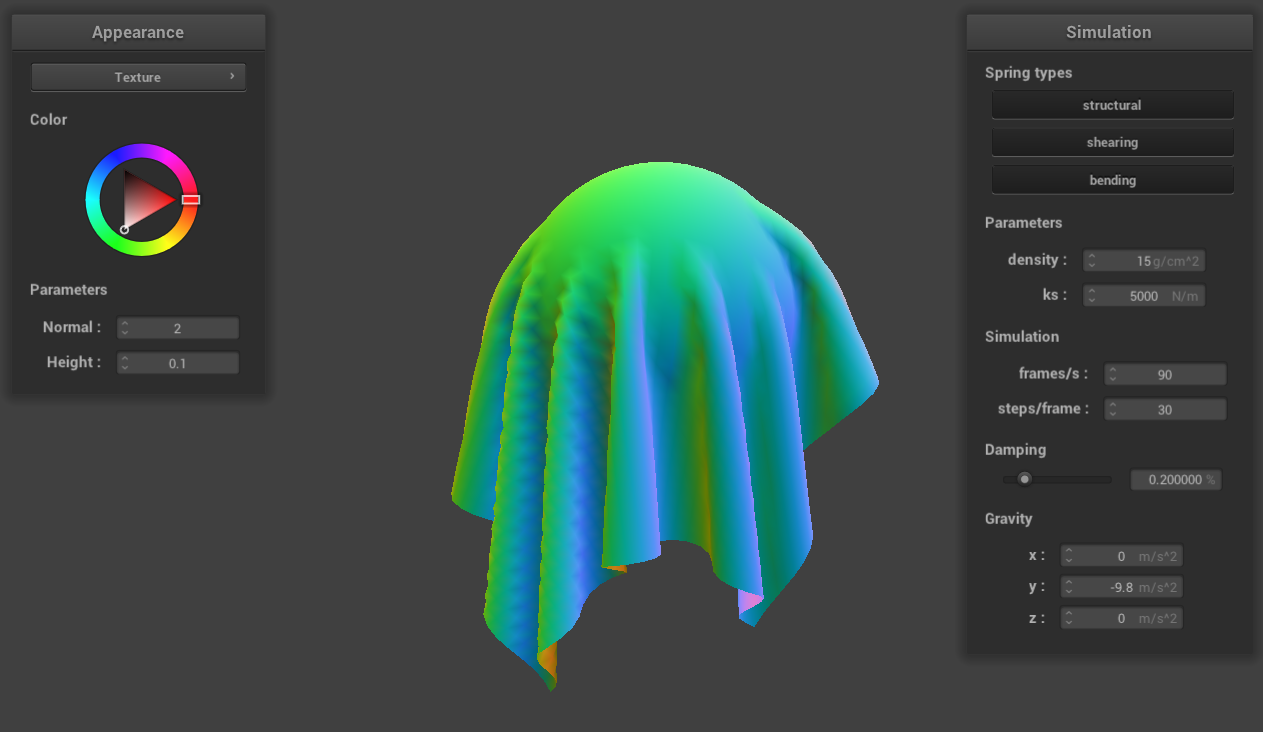 Appearance
Texture
Color
Parameters
Normal : 2
Height : 0.1
Simulation
Spring types
structural
shearing
bending
Parameters
density : 15 g/cm^2
ks : 5000 N/m
Simulation
frames/s : 90
steps/frame : 30
Damping
0.200000 %
Gravity
x : 0 m/s^2
y : -9.8 m/s^2
z : 0 m/s^2